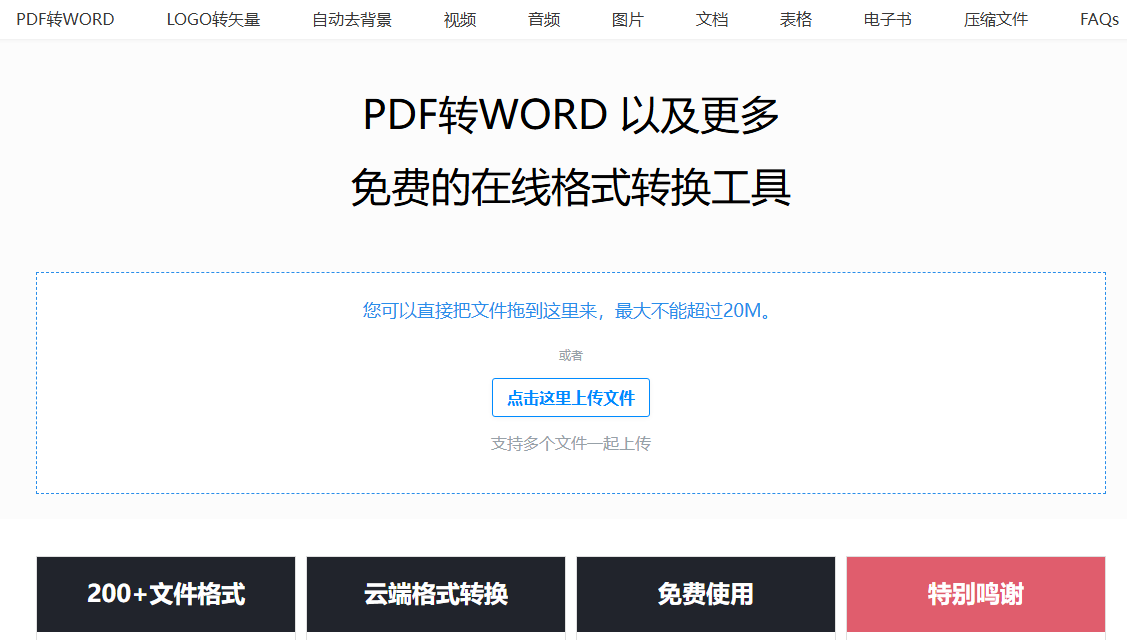 PDF转WORD LOGO转矢量 自动去背景 视频 音频 图片 文档 表格 电子书 压缩文件 FAQs
PDF转WORD 以及更多
免费的在线格式转换工具
您可以直接把文件拖到这里来，最大不能超过20M。
或者
点击这里上传文件
支持多个文件一起上传
200+文件格式 云端格式转换 免费使用 特别鸣谢